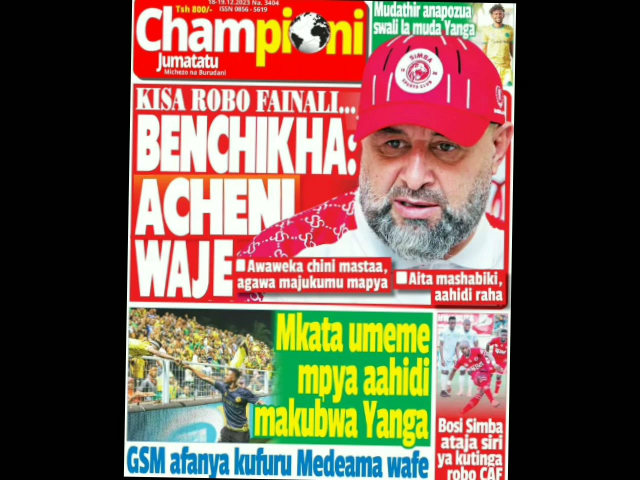 18-19.12.2023 Na. 3404
Tsh 800/- ISSN 0856 - 5619
Championi
Jumatatu
Michezo na Burudani
Mudathir anapozua
swali la muda Yanga
SIMBA
SPORTS CLUB
KISA ROBO FAINALI...
BENCHIKHA:
ACHENI
WAJE
Awaweka chini mastaa,
agawa majukumu mapya
Aita mashabiki,
aahidi raha
Mkata umeme
mpya aahidi
makubwa Yanga
GSM afanya kufuru Medeama wafe
Bosi Simba
ataja siri
ya kutinga
robo CAF